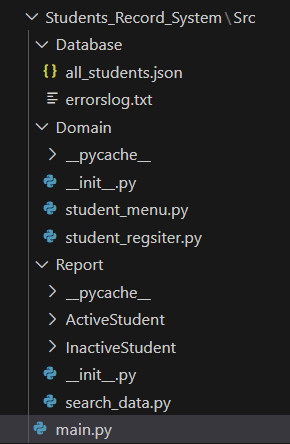 Students_Record_System\Src
Database
{} all_students.json
errorslog.txt
Domain
__pycache__
__init__.py
student_menu.py
student_regsiter.py
Report
__pycache__
ActiveStudent
InactiveStudent
__init__.py
search_data.py
main.py